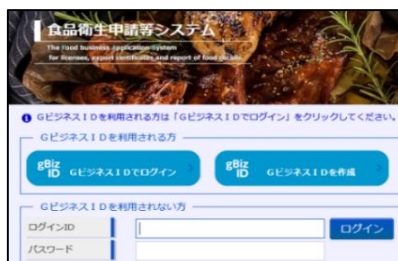 食品衛生申請等システム
The Food business Application System
for licenses, export certificates and report of food recalls
GビジネスIDを利用される方は「GビジネスIDでログイン」をクリックしてください。
GビジネスIDを利用される方
gBiz ID GビジネスIDでログイン
gBiz ID GビジネスIDを作成
GビジネスIDを利用されない方
ログインID
ログイン
パスワード